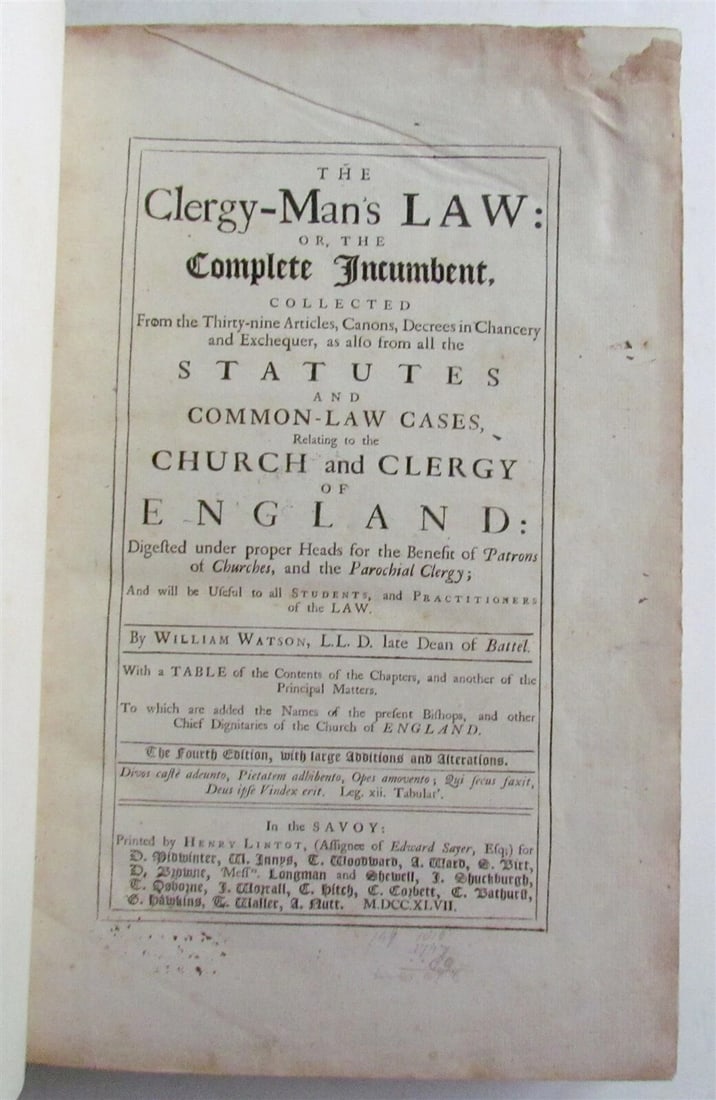 THE
Clergy-Man's LAW:
OR, THE
Complete Incumbent,
COLLECTED
From the Thirty-nine Articles, Canons, Decrees in Chancery
and Exchequer, as alſo from all the
STATUTES
AND
COMMON-LAW CASES,
Relating to the
CHURCH and CLERGY
OF
ENGLAND:
Digeſted under proper Heads for the Benefit of Patrons
of Churches, and the Parochial Clergy;
And will be Uſeful to all STUDENTS, and PRACTITIONERS
of the LAW.
By WILLIAM WATSON, L.L. D. late Dean of Battel.
With a TABLE of the Contents of the Chapters, and another of the
Principal Matters.
To which are added the Names of the preſent Biſhops, and other
Chief Dignitaries of the Church of ENGLAND.
The Fourth Edition, with large Additions and Alterations.
Divos caſtè adeunto, Pietatem adhibento, Opes amovento; Qui ſecus faxit,
Deus ipſe Vindex erit. Leg. xii. Tabular'.
In the SAVOY:
Printed by HENRY LINTOT, (Aſſignee of Edward Sayer, Eſq;) for
D. Midwinter, W. Innys, T. Woodward, A. Ward, S. Birt,
D. Browne, Meſſrs. Longman and Shewell, J. Shuckburgh,
T. Osborne, J. Worrall, C. Hitch, C. Corbett, C. Bathurſt,
G. Hawkins, T. Waller, A. Nutt. M.DCC.XLVII.